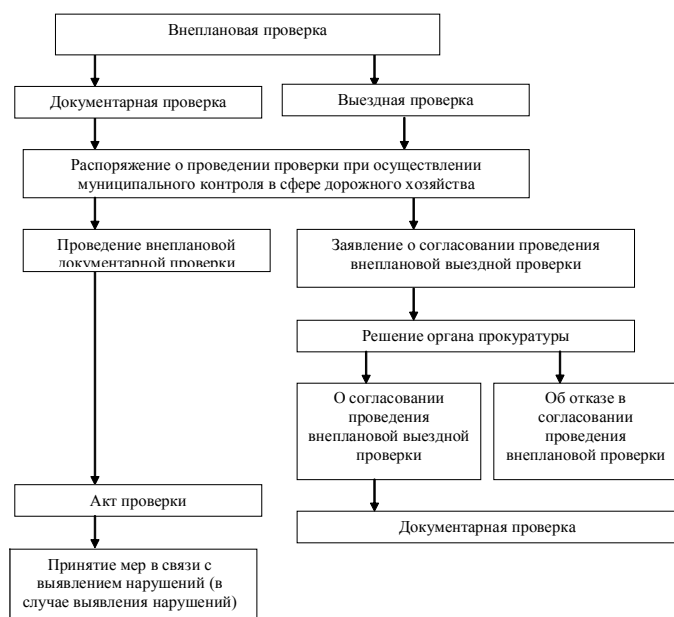 Внеплановая проверка
Документарная проверка
Выездная проверка
Распоряжение о проведении проверки при осуществлении
муниципального контроля в сфере дорожного хозяйства
Проведение внеплановой
документарной проверки
Заявление о согласовании проведения
внеплановой выездной проверки
Решение органа прокуратуры
О согласовании
проведения
внеплановой выездной
проверки
Об отказе в
согласовании
проведения
внеплановой проверки
Акт проверки
Документарная проверка
Принятие мер в связи с
выявлением нарушений (в
случае выявления нарушений)